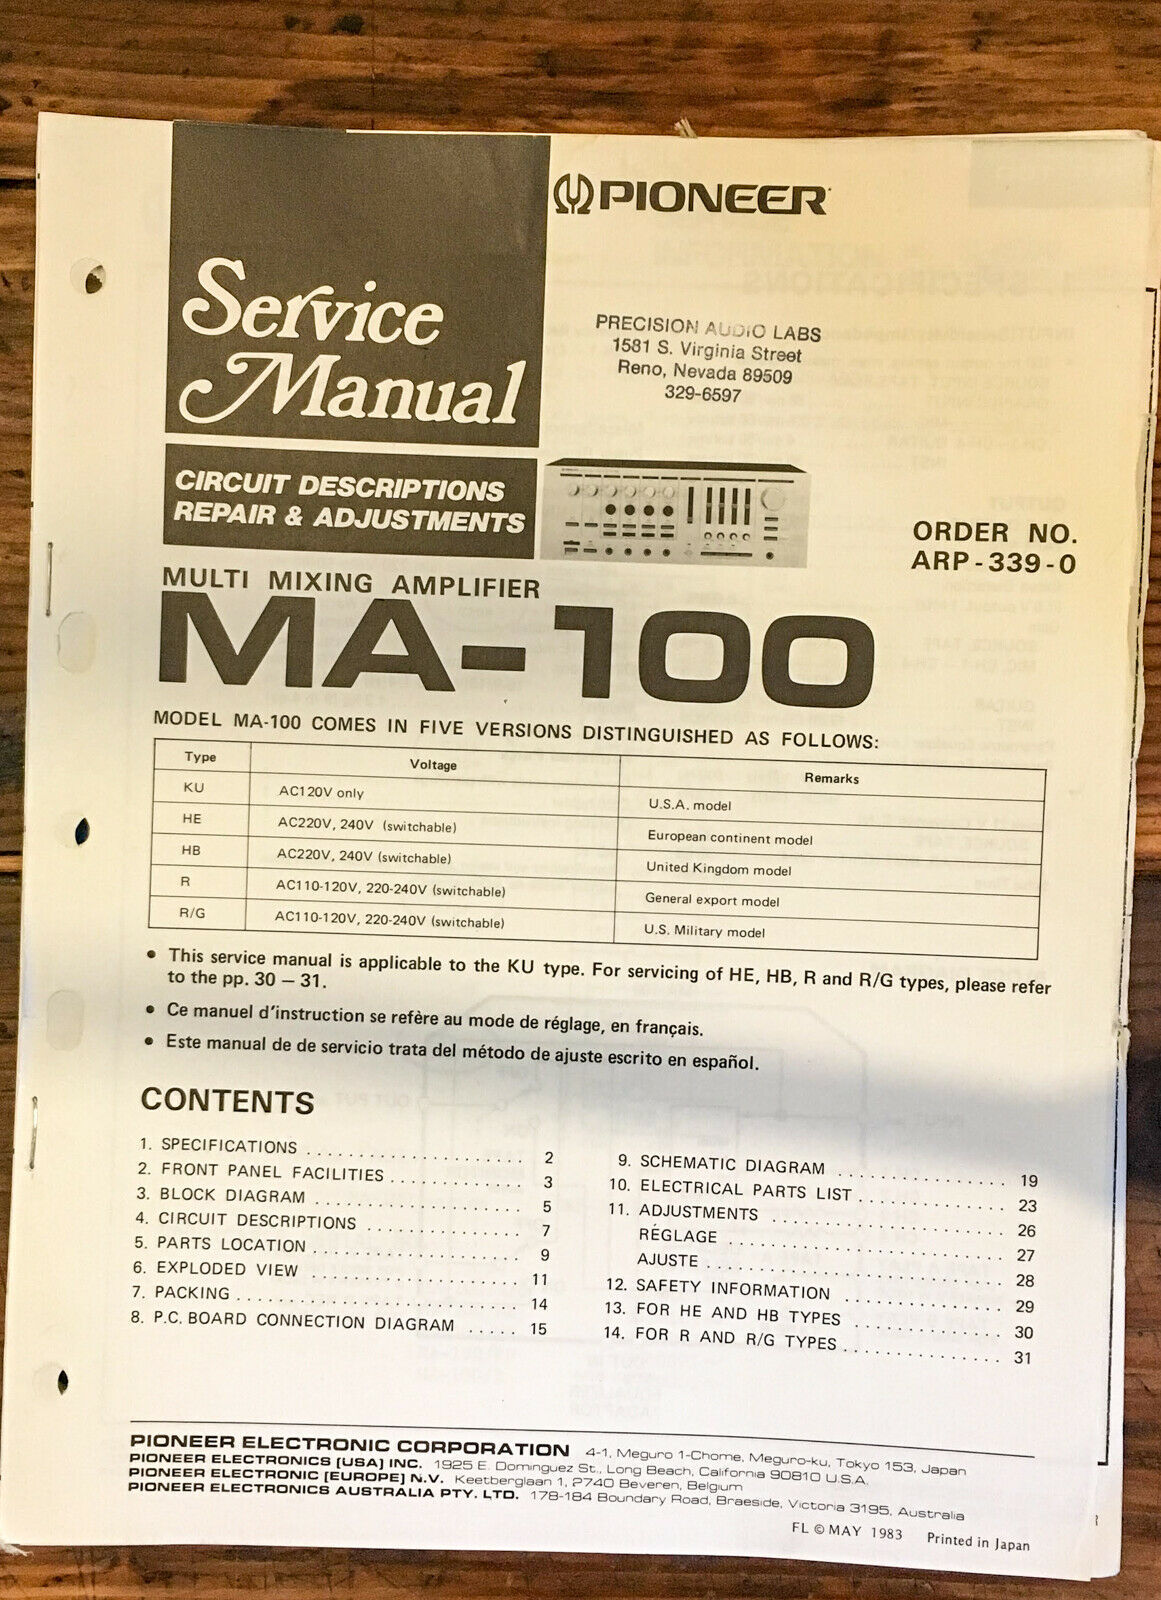 PIONEER
Service
Manual
PRECISION AUDIO LABS
1581 S. Virginia Street
Reno, Nevada 89509
329-6597
CIRCUIT DESCRIPTIONS
REPAIR & ADJUSTMENTS
ORDER NO.
ARP-339-0
MULTI MIXING AMPLIFIER
MA-100
MODEL MA-100 COMES IN FIVE VERSIONS DISTINGUISHED AS FOLLOWS:
Type Voltage Remarks
KU AC120V only U.S.A. model
HE AC220V, 240V (switchable) European continent model
HB AC220V, 240V (switchable) United Kingdom model
R AC110-120V, 220-240V (switchable) General export model
R/G AC110-120V, 220-240V (switchable) U.S. Military model
• This service manual is applicable to the KU type. For servicing of HE, HB, R and R/G types, please refer
to the pp. 30 – 31.
• Ce manuel d'instruction se refère au mode de réglage, en français.
• Este manual de de servicio trata del método de ajuste escrito en español.
CONTENTS
1. SPECIFICATIONS . . . . . . . . . . . . . . . . . . . . . . 2
2. FRONT PANEL FACILITIES . . . . . . . . . . . . . 3
3. BLOCK DIAGRAM . . . . . . . . . . . . . . . . . . . . . 5
4. CIRCUIT DESCRIPTIONS . . . . . . . . . . . . . . . 7
5. PARTS LOCATION . . . . . . . . . . . . . . . . . . . . . 9
6. EXPLODED VIEW . . . . . . . . . . . . . . . . . . . . . 11
7. PACKING . . . . . . . . . . . . . . . . . . . . . . . . . . . . 14
8. P.C. BOARD CONNECTION DIAGRAM . . . . . 15
9. SCHEMATIC DIAGRAM . . . . . . . . . . . . . . . . . 19
10. ELECTRICAL PARTS LIST . . . . . . . . . . . . . . 23
11. ADJUSTMENTS . . . . . . . . . . . . . . . . . . . . . . . 26
RÉGLAGE . . . . . . . . . . . . . . . . . . . . . . . . . . . 27
AJUSTE . . . . . . . . . . . . . . . . . . . . . . . . . . . . . 28
12. SAFETY INFORMATION . . . . . . . . . . . . . . . 29
13. FOR HE AND HB TYPES . . . . . . . . . . . . . . . 30
14. FOR R AND R/G TYPES . . . . . . . . . . . . . . . . 31
PIONEER ELECTRONIC CORPORATION 4-1, Meguro 1-Chome, Meguro-ku, Tokyo 153, Japan
PIONEER ELECTRONICS [USA] INC. 1925 E. Dominguez St., Long Beach, California 90810 U.S.A.
PIONEER ELECTRONIC [EUROPE] N.V. Keetberglaan 1, 2740 Beveren, Belgium
PIONEER ELECTRONICS AUSTRALIA PTY. LTD. 178-184 Boundary Road, Braeside, Victoria 3195, Australia
FL © MAY 1983 Printed in Japan